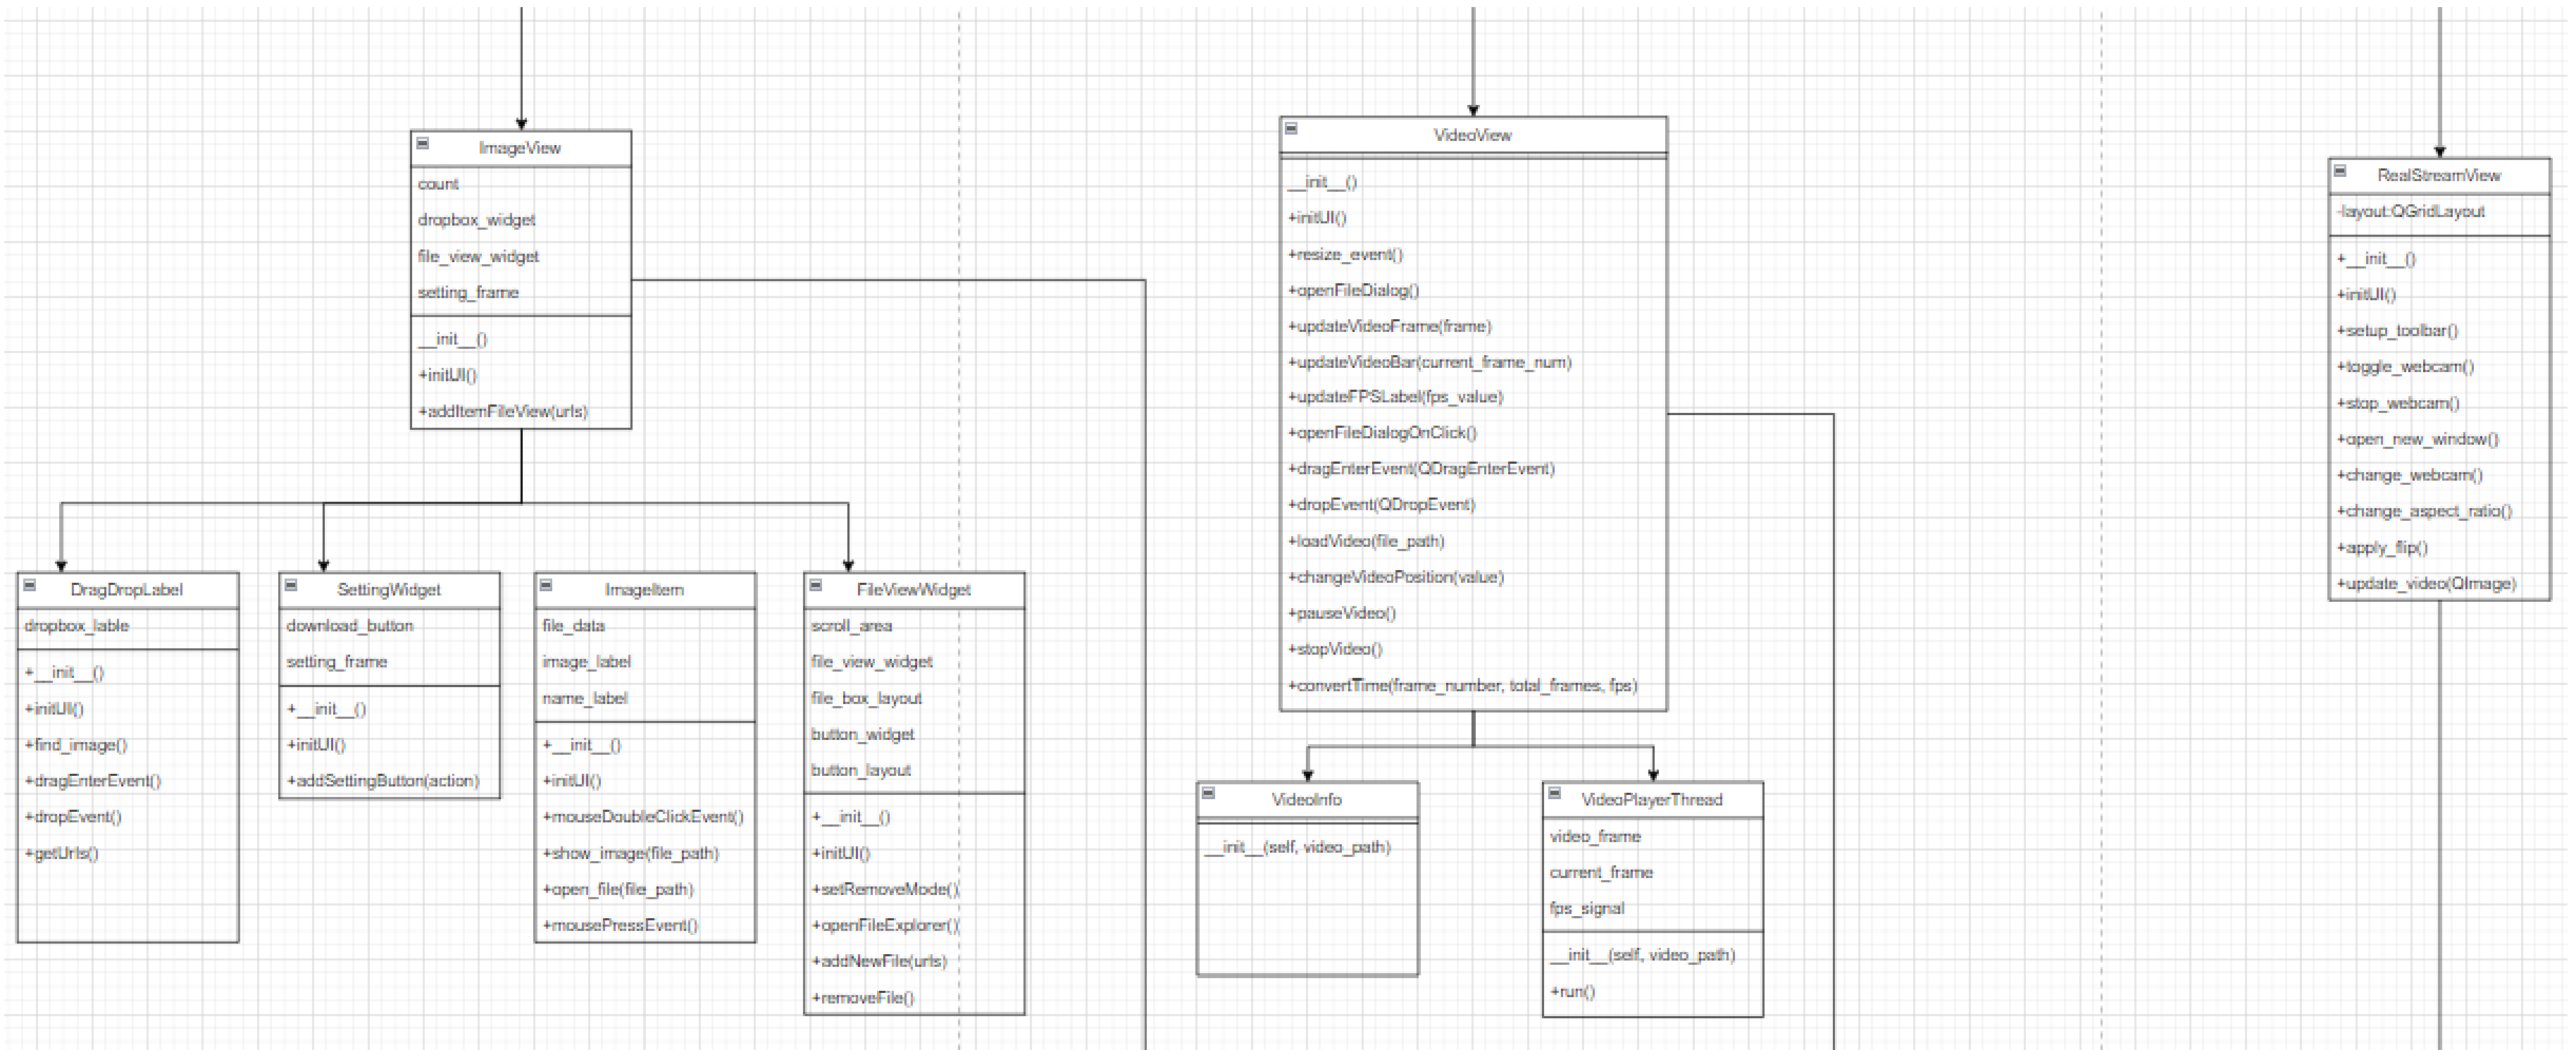 ImageView
count
dropbox_widget
file_view_widget
setting_frame
__init__()
+initUI()
+addItemFileView(urls)
DragDropLabel
dropbox_lable
+__init__()
+initUI()
+find_image()
+dragEnterEvent()
+dropEvent()
+getUrls()
SettingWidget
download_button
setting_frame
+__init__()
+initUI()
+addSettingButton(action)
ImageItem
file_data
image_label
name_label
+__init__()
+initUI()
+mouseDoubleClickEvent()
+show_image(file_path)
+open_file(file_path)
+mousePressEvent()
FileViewWidget
scroll_area
file_view_widget
file_box_layout
button_widget
button_layout
+__init__()
+initUI()
+setRemoveMode()
+openFileExplorer()
+addNewFile(urls)
+removeFile()
VideoView
__init__()
+initUI()
+resize_event()
+openFileDialog()
+updateVideoFrame(frame)
+updateVideoBar(current_frame_num)
+updateFPSLabel(fps_value)
+openFileDialogOnClick()
+dragEnterEvent(QDragEnterEvent)
+dropEvent(QDropEvent)
+loadVideo(file_path)
+changeVideoPosition(value)
+pauseVideo()
+stopVideo()
+convertTime(frame_number, total_frames, fps)
VideoInfo
__init__(self, video_path)
VideoPlayerThread
video_frame
current_frame
fps_signal
__init__(self, video_path)
+run()
RealStreamView
-layout:QGridLayout
+__init__()
+initUI()
+setup_toolbar()
+toggle_webcam()
+stop_webcam()
+open_new_window()
+change_webcam()
+change_aspect_ratio()
+apply_flip()
+update_video(QImage)